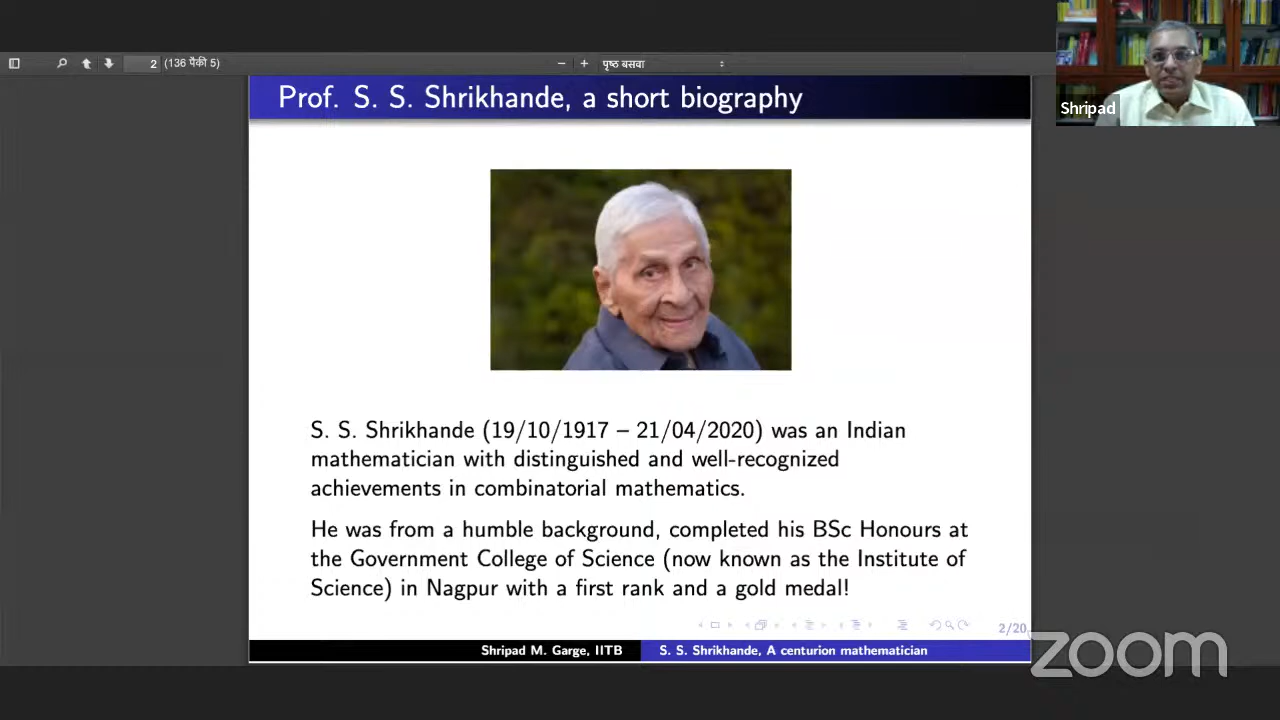 Shripad
2 (136 पैकी 5)
पृष्ठ बसवा
Prof. S. S. Shrikhande, a short biography
S. S. Shrikhande (19/10/1917 – 21/04/2020) was an Indian
mathematician with distinguished and well-recognized
achievements in combinatorial mathematics.
He was from a humble background, completed his BSc Honours at
the Government College of Science (now known as the Institute of
Science) in Nagpur with a first rank and a gold medal!
2/20
Shripad M. Garge, IITB
S. S. Shrikhande, A centurion mathematician
zoom